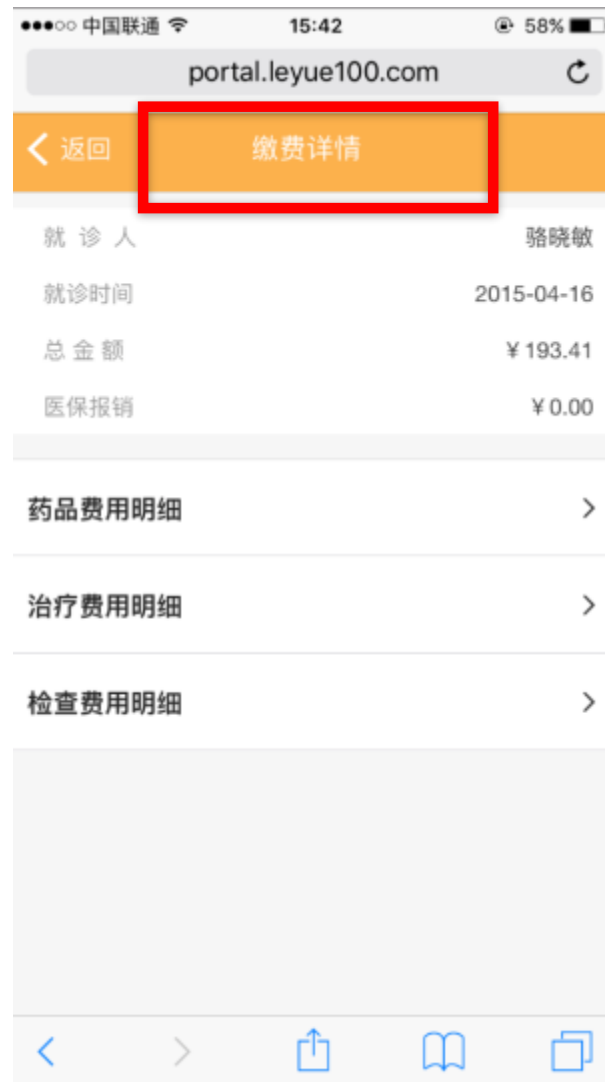 中国联通 15:42 58%
portal.leyue100.com
返回 缴费详情
就 诊 人 骆晓敏
就诊时间 2015-04-16
总 金 额 ¥ 193.41
医保报销 ¥ 0.00
药品费用明细
治疗费用明细
检查费用明细